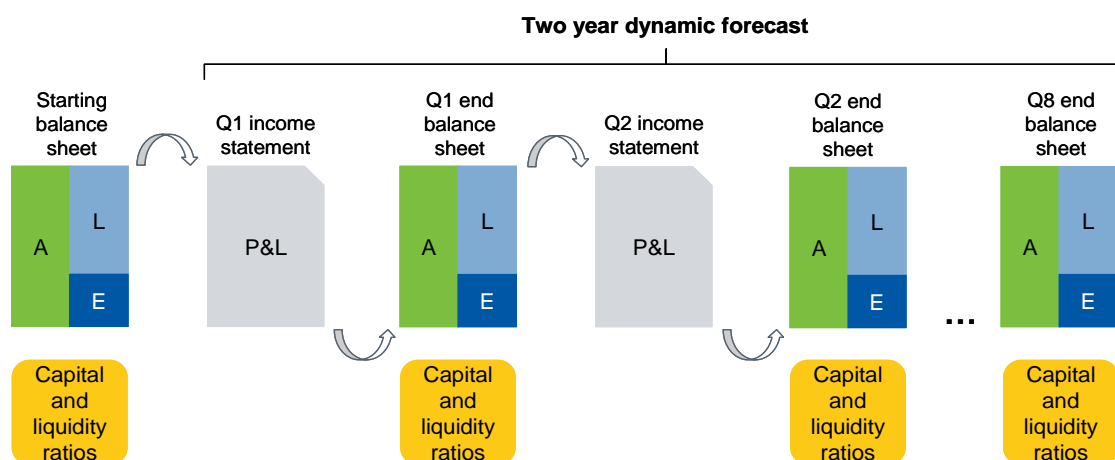 Two year dynamic forecast
Starting
balance
sheet
Q1 income
statement
Q1 end
balance
sheet
Q2 income
statement
Q2 end
balance
sheet
Q8 end
balance
sheet
A
L
E
P&L
A
L
E
P&L
A
L
E
...
A
L
E
Capital
and
liquidity
ratios
Capital
and
liquidity
ratios
Capital
and
liquidity
ratios
Capital
and
liquidity
ratios